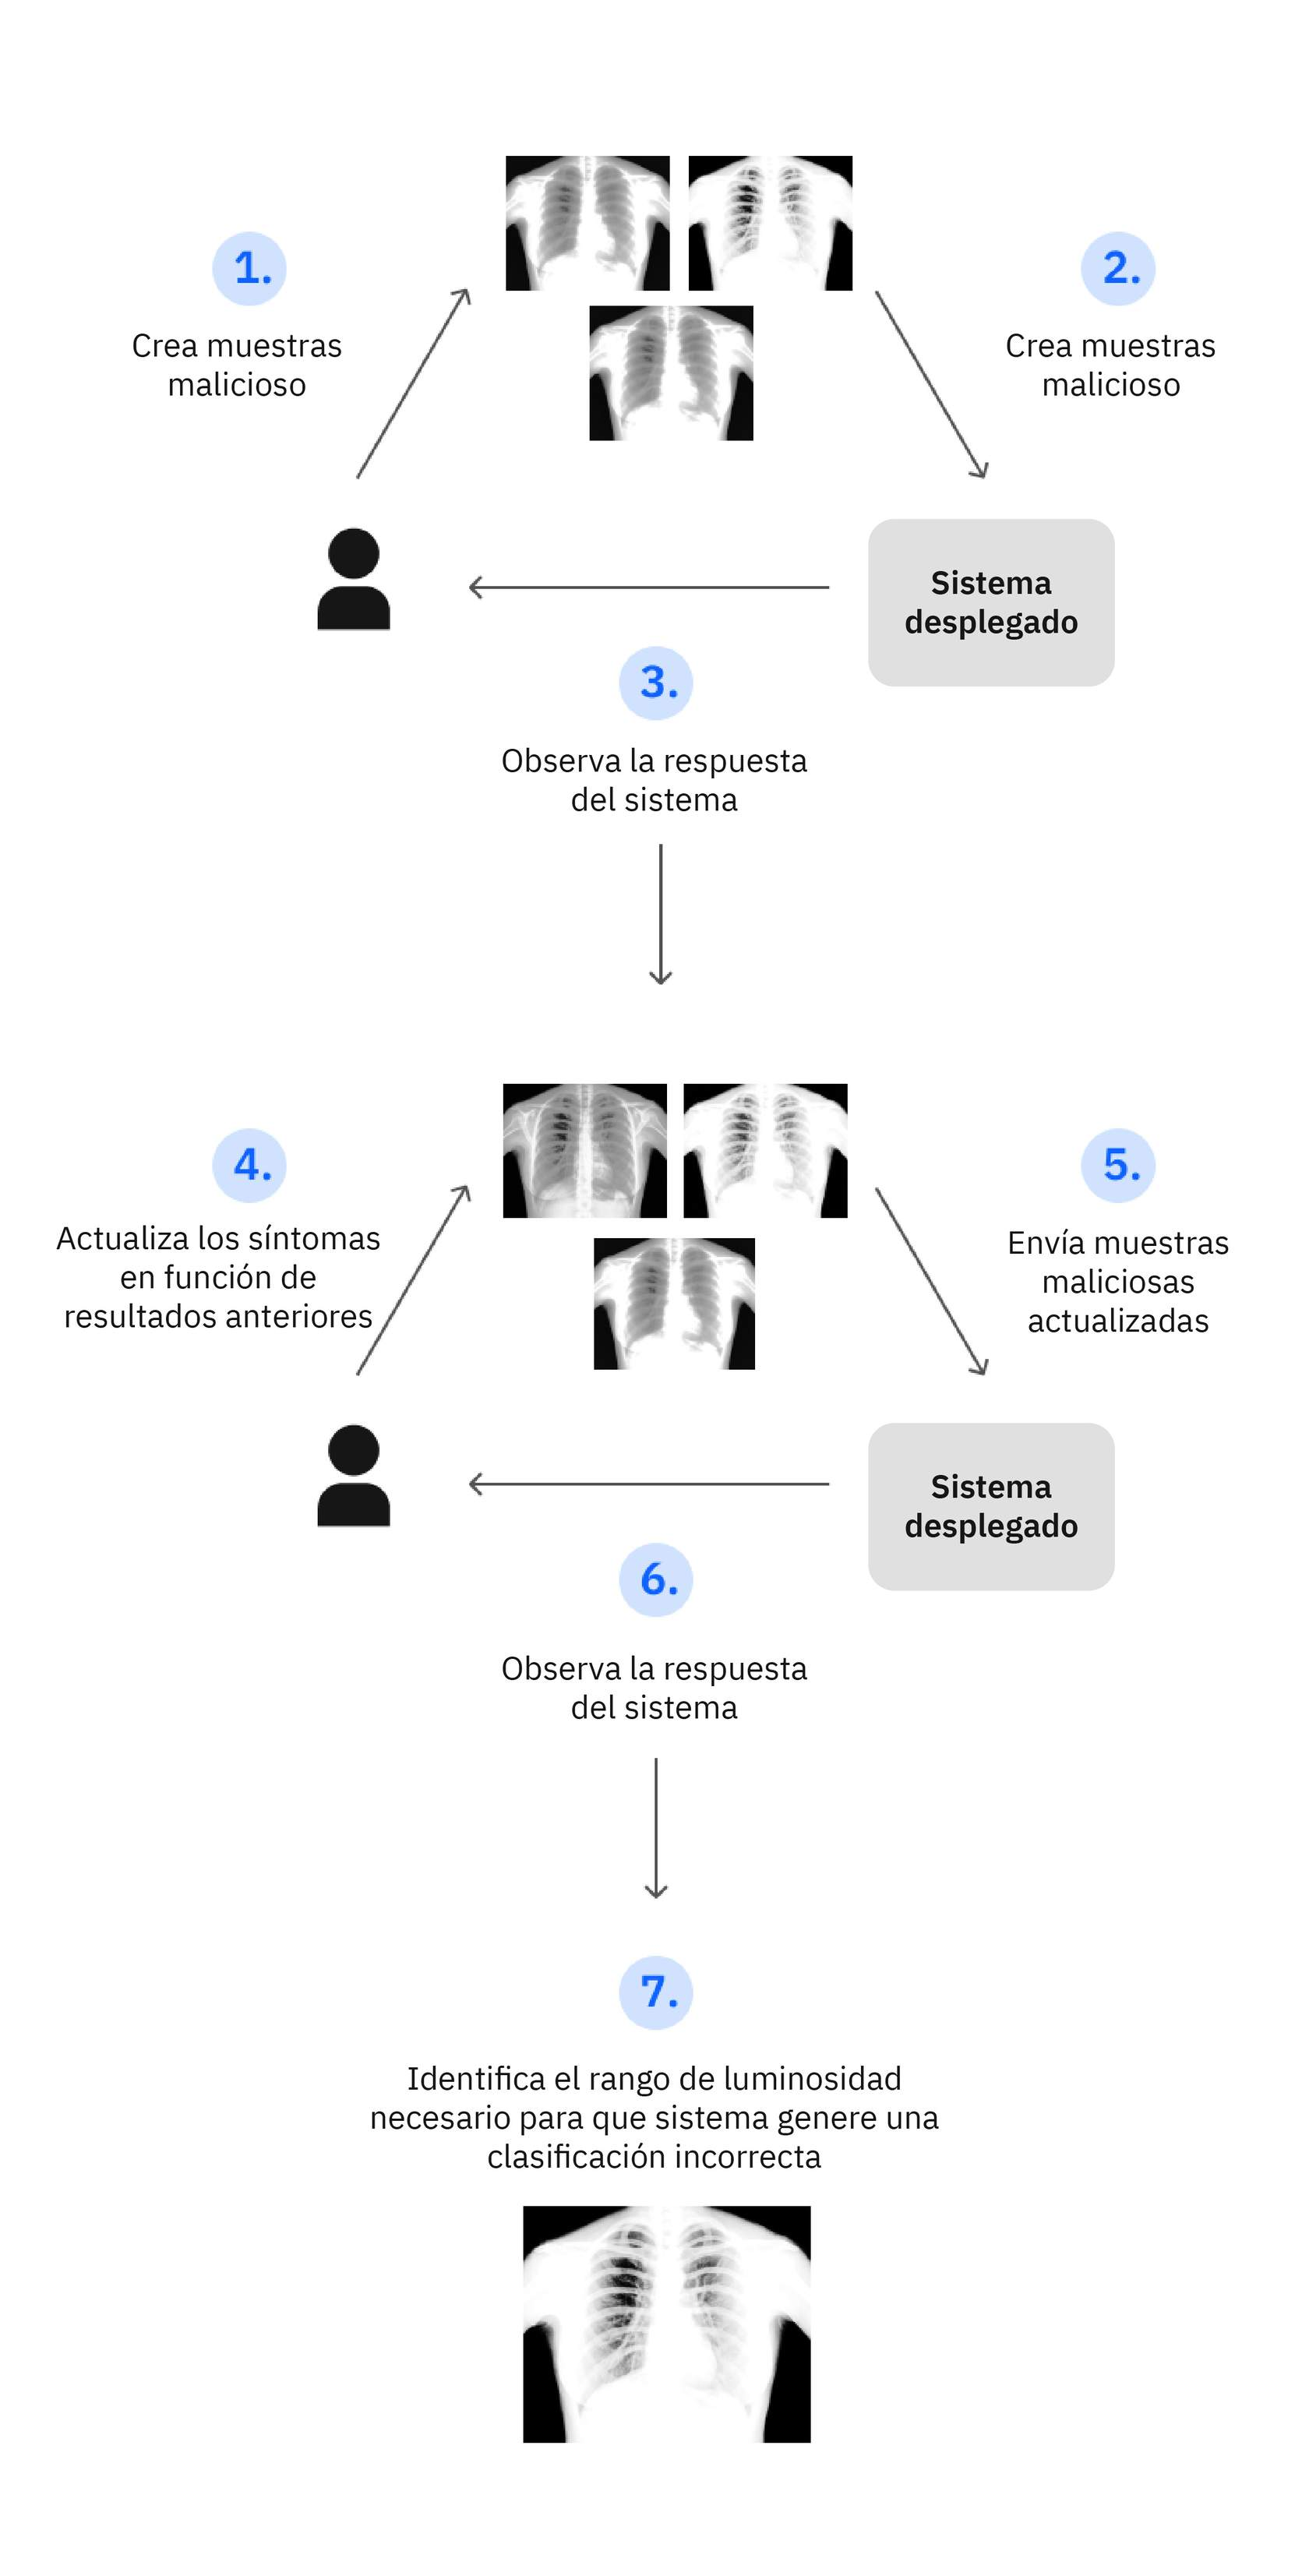 1.
Crea muestras
malicioso
2.
Crea muestras
malicioso
Sistema
desplegado
3.
Observa la respuesta
del sistema
4.
Actualiza los síntomas
en función de
resultados anteriores
5.
Envía muestras
maliciosas
actualizadas
Sistema
desplegado
6.
Observa la respuesta
del sistema
7.
Identifica el rango de luminosidad
necesario para que sistema genere una
clasificación incorrecta